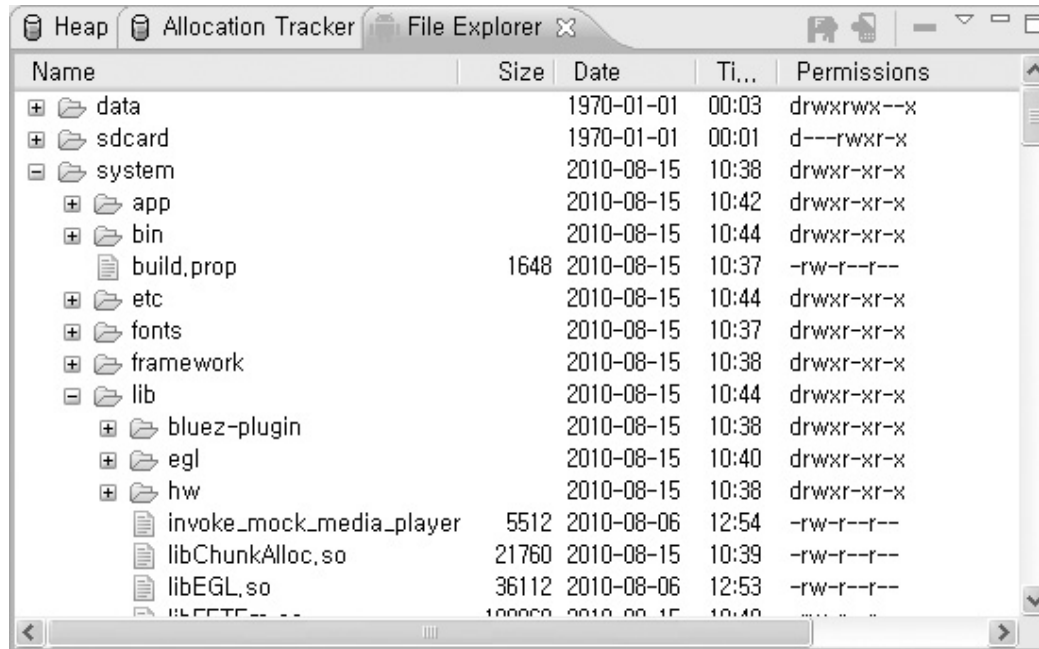 Heap Allocation Tracker File Explorer
Name Size Date Ti... Permissions
data 1970-01-01 00:03 drwxrwx--x
sdcard 1970-01-01 00:01 d---rwxr-x
system 2010-08-15 10:38 drwxr-xr-x
app 2010-08-15 10:42 drwxr-xr-x
bin 2010-08-15 10:44 drwxr-xr-x
build.prop 1648 2010-08-15 10:37 -rw-r--r--
etc 2010-08-15 10:44 drwxr-xr-x
fonts 2010-08-15 10:37 drwxr-xr-x
framework 2010-08-15 10:38 drwxr-xr-x
lib 2010-08-15 10:44 drwxr-xr-x
bluez-plugin 2010-08-15 10:38 drwxr-xr-x
egl 2010-08-15 10:40 drwxr-xr-x
hw 2010-08-15 10:38 drwxr-xr-x
invoke_mock_media_player 5512 2010-08-06 12:54 -rw-r--r--
libChunkAlloc.so 21760 2010-08-15 10:39 -rw-r--r--
libEGL.so 36112 2010-08-06 12:53 -rw-r--r--